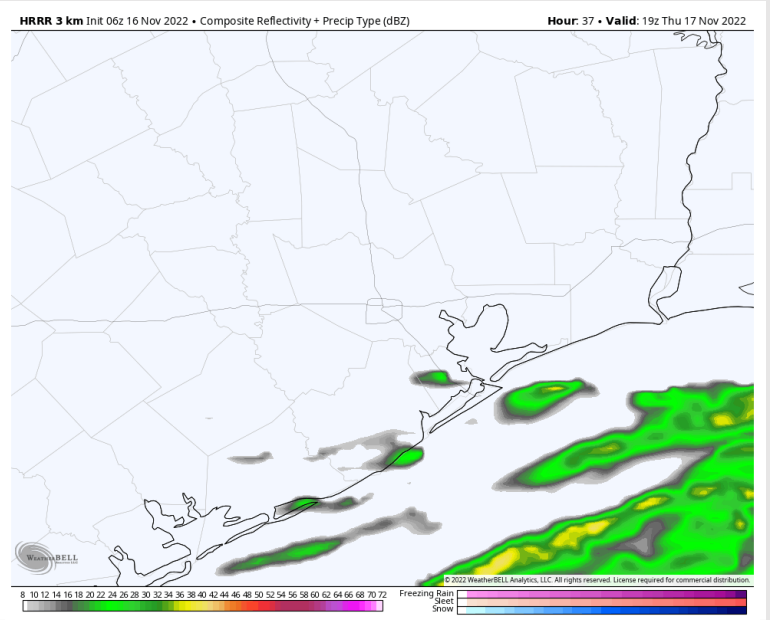 HRRR 3 km Init 06z 16 Nov 2022 • Composite Reflectivity + Precip Type (dBZ)
Hour: 37 • Valid: 19z Thu 17 Nov 2022
WeatherBELL
© 2022 WeatherBELL Analytics, LLC. All rights reserved. License required for commercial distribution.
8 10 12 14 16 18 20 22 24 26 28 30 32 34 36 38 40 42 44 46 48 50 52 54 56 58 60 62 64 66 68 70 72
Freezing Rain
Sleet
Snow